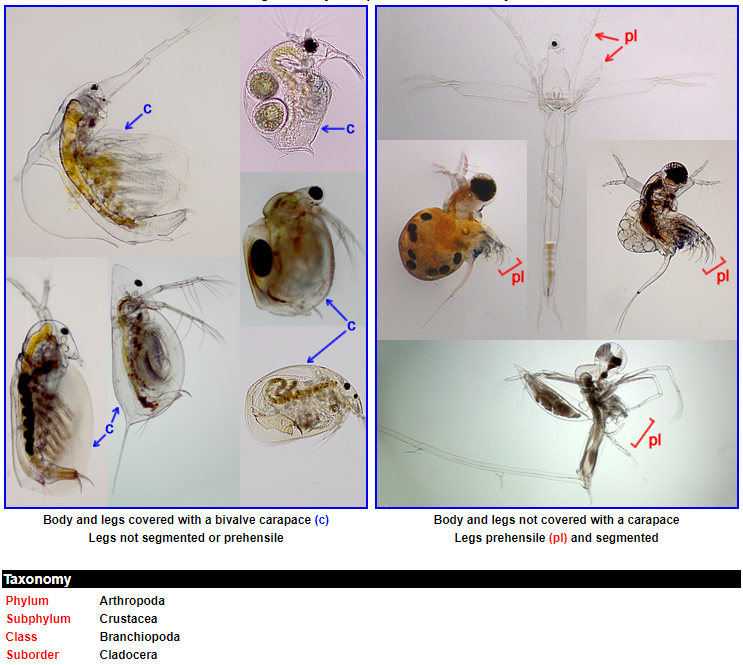 c
c
c
c
Body and legs covered with a bivalve carapace (c)
Legs not segmented or prehensile
pl
pl
pl
pl
Body and legs not covered with a carapace
Legs prehensile (pl) and segmented
Taxonomy
Phylum Arthropoda
Subphylum Crustacea
Class Branchiopoda
Suborder Cladocera